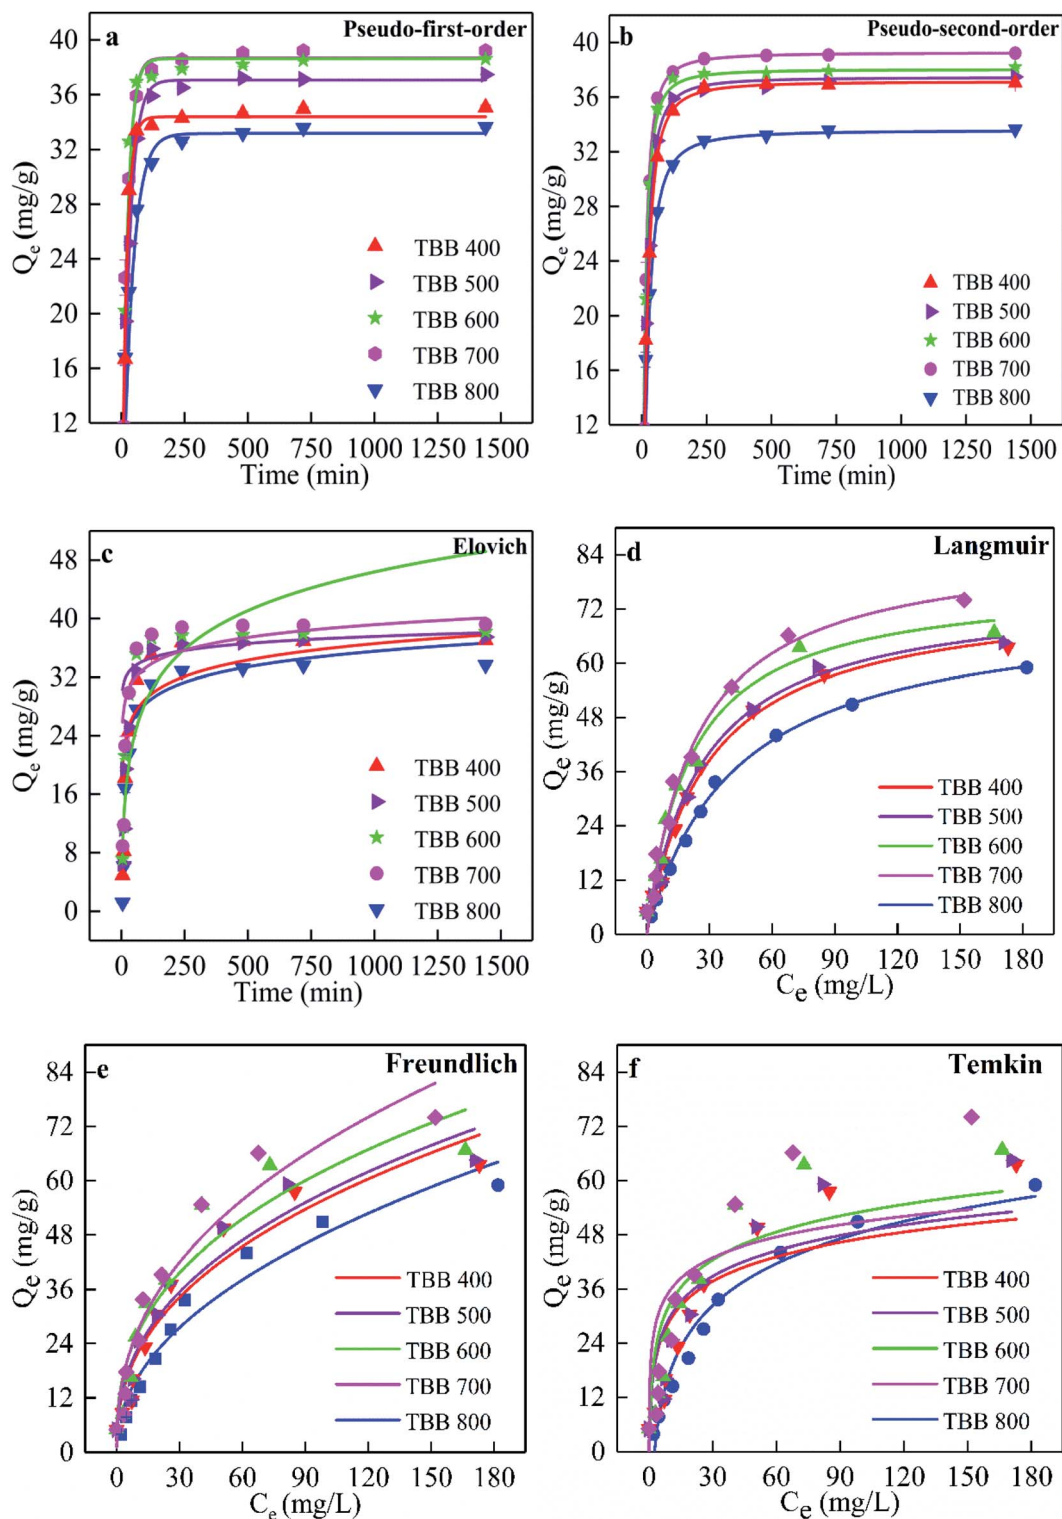 a
Pseudo-first-order
40
36
32
28
24
20
16
12
Qe (mg/g)
TBB 400
TBB 500
TBB 600
TBB 700
TBB 800
0 250 500 750 1000 1250 1500
Time (min)
b
Pseudo-second-order
40
36
32
28
24
20
16
12
Qe (mg/g)
TBB 400
TBB 500
TBB 600
TBB 700
TBB 800
0 250 500 750 1000 1250 1500
Time (min)
c
Elovich
48
40
32
24
16
8
0
Qe (mg/g)
TBB 400
TBB 500
TBB 600
TBB 700
TBB 800
0 250 500 750 1000 1250 1500
Time (min)
d
Langmuir
84
72
60
48
36
24
12
0
Qe (mg/g)
TBB 400
TBB 500
TBB 600
TBB 700
TBB 800
0 30 60 90 120 150 180
Ce (mg/L)
e
Freundlich
84
72
60
48
36
24
12
0
Qe (mg/g)
TBB 400
TBB 500
TBB 600
TBB 700
TBB 800
0 30 60 90 120 150 180
Ce (mg/L)
f
Temkin
84
72
60
48
36
24
12
0
Qe (mg/g)
TBB 400
TBB 500
TBB 600
TBB 700
TBB 800
0 30 60 90 120 150 180
Ce (mg/L)